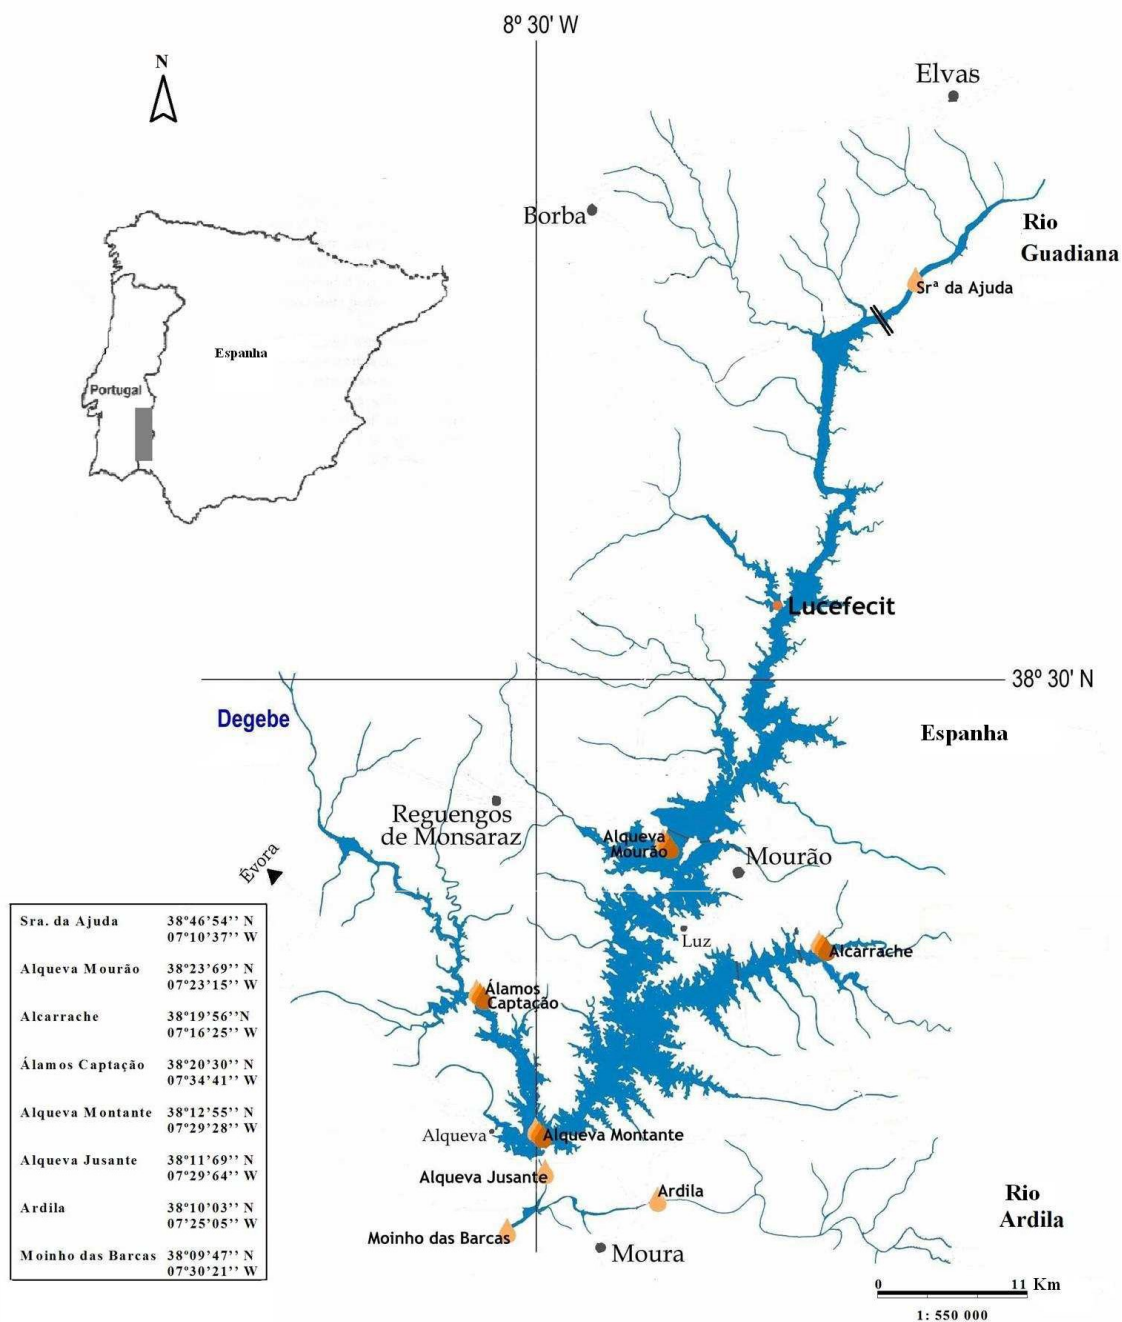 8º 30' W
N
Elvas
Borba
Rio
Guadiana
Srª da Ajuda
Espanha
Portugal
Lucefecit
38º 30' N
Degebe
Espanha
Reguengos
de Monsaraz
Alqueva
Mourão
Mourão
Évora
Luz
Alcarrache
Álamos
Captação
Alqueva
Alqueva Montante
Alqueva Jusante
Ardila
Rio
Ardila
Moinho das Barcas
Moura
Sra. da Ajuda 38º46'54'' N
07º10'37'' W
Alqueva Mourão 38º23'69'' N
07º23'15'' W
Alcarrache 38º19'56''N
07º16'25'' W
Álamos Captação 38º20'30'' N
07º34'41'' W
Alqueva Montante 38º12'55'' N
07º29'28'' W
Alqueva Jusante 38º11'69'' N
07º29'64'' W
Ardila 38º10'03'' N
07º25'05'' W
Moinho das Barcas 38º09'47'' N
07º30'21'' W
0 11 Km
1: 550 000